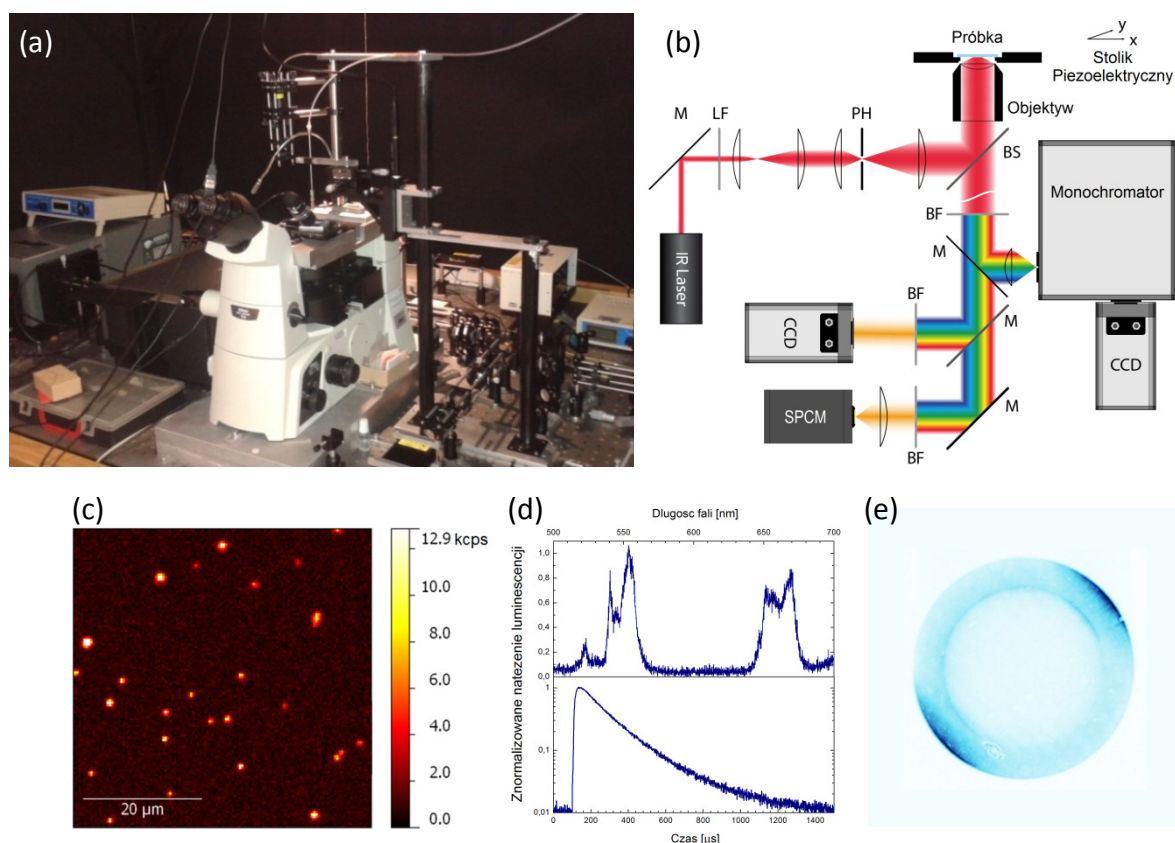 (a)
(b)
Próbka
y
x
Stolik
Piezoelektryczny
Objektyw
M
LF
PH
BS
IR Laser
BF
M
Monochromator
CCD
BF
M
CCD
SPCM
BF
M
(c)
12.9 kcps
10.0
8.0
6.0
4.0
2.0
0.0
20 µm
(d)
Dlugosc fali [nm]
500
550
600
650
700
Znormalizowane natezenie luminescencji
1,0
0,8
0,6
0,4
0,2
0,0
1
0,1
0,01
0
200
400
600
800
1000
1200
1400
Czas [µs]
(e)